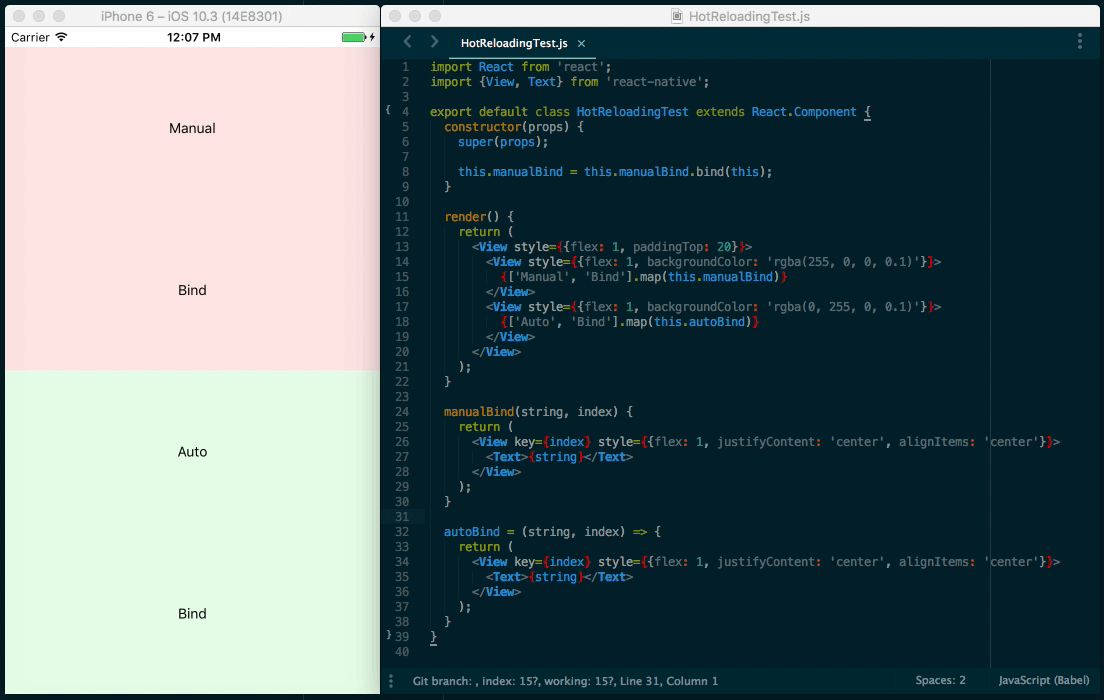 iPhone 6 – iOS 10.3 (14E8301)
Carrier 12:07 PM
Manual
Bind
Auto
Bind
HotReloadingTest.js
HotReloadingTest.js ×
1 import React from 'react';
2 import {View, Text} from 'react-native';
3
4 export default class HotReloadingTest extends React.Component {
5 constructor(props) {
6 super(props);
7
8 this.manualBind = this.manualBind.bind(this);
9 }
10
11 render() {
12 return (
13 <View style={{flex: 1, paddingTop: 20}}>
14 <View style={{flex: 1, backgroundColor: 'rgba(255, 0, 0, 0.1)'}}>
15 {['Manual', 'Bind'].map(this.manualBind)}
16 </View>
17 <View style={{flex: 1, backgroundColor: 'rgba(0, 255, 0, 0.1)'}}>
18 {['Auto', 'Bind'].map(this.autoBind)}
19 </View>
20 </View>
21 );
22 }
23
24 manualBind(string, index) {
25 return (
26 <View key={index} style={{flex: 1, justifyContent: 'center', alignItems: 'center'}}>
27 <Text>{string}</Text>
28 </View>
29 );
30 }
31
32 autoBind = (string, index) => {
33 return (
34 <View key={index} style={{flex: 1, justifyContent: 'center', alignItems: 'center'}}>
35 <Text>{string}</Text>
36 </View>
37 );
38 }
39 }
40
Git branch: , index: 15?, working: 15?, Line 31, Column 1 Spaces: 2 JavaScript (Babel)